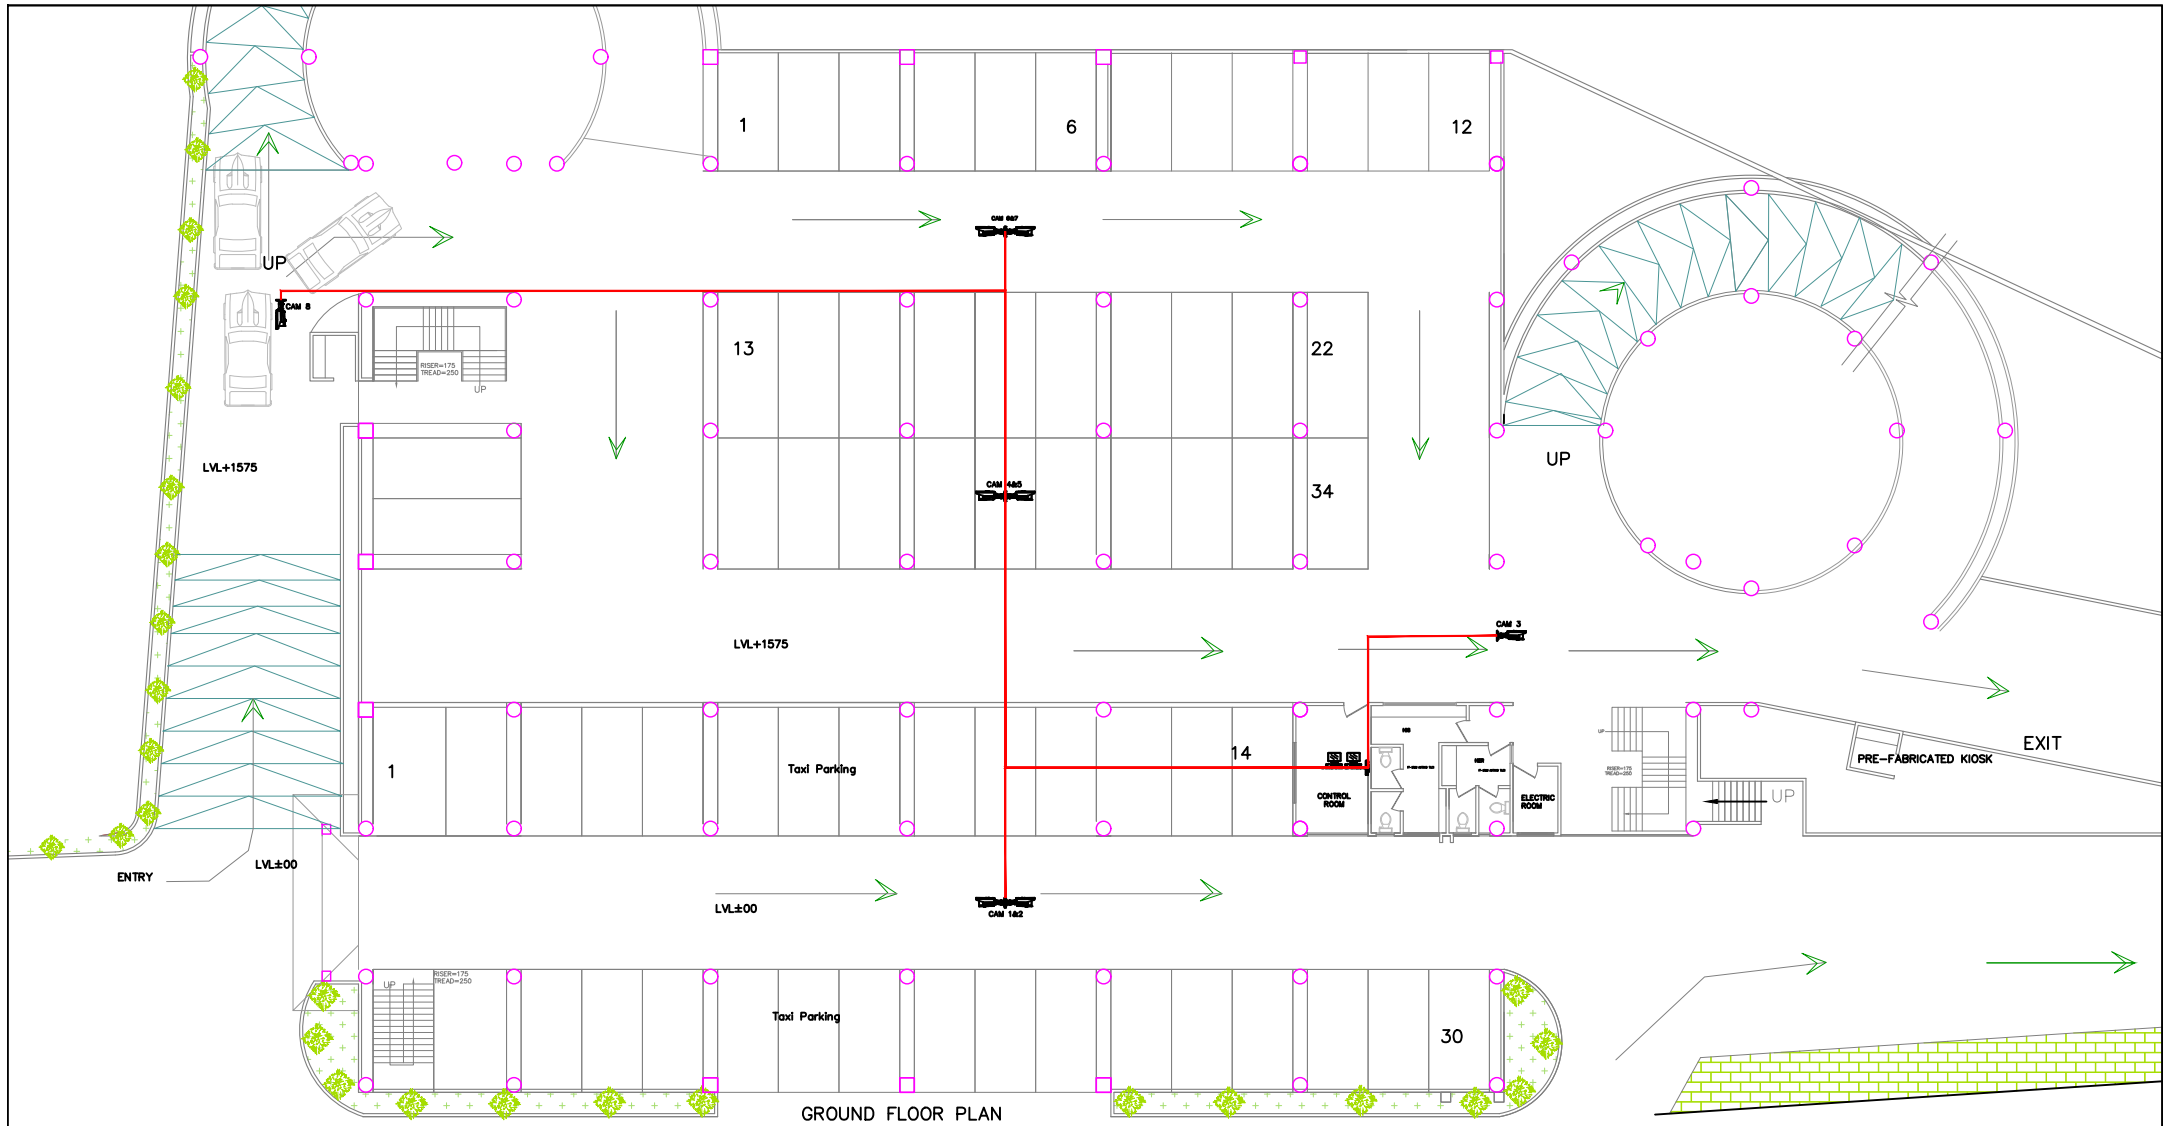 1
6
12
CAM 6&7
UP
CAM 8
13
22
RISER=175
TREAD=250
UP
UP
LVL+1575
CAM 4&5
34
CAM 3
LVL+1575
14
1
Taxi Parking
CONTROL
ROOM
ELECTRIC
ROOM
UP
RISER=175
TREAD=250
EXIT
PRE-FABRICATED KIOSK
UP
LVL±00
ENTRY
LVL±00
CAM 1&2
RISER=175
TREAD=250
UP
Taxi Parking
30
GROUND FLOOR PLAN